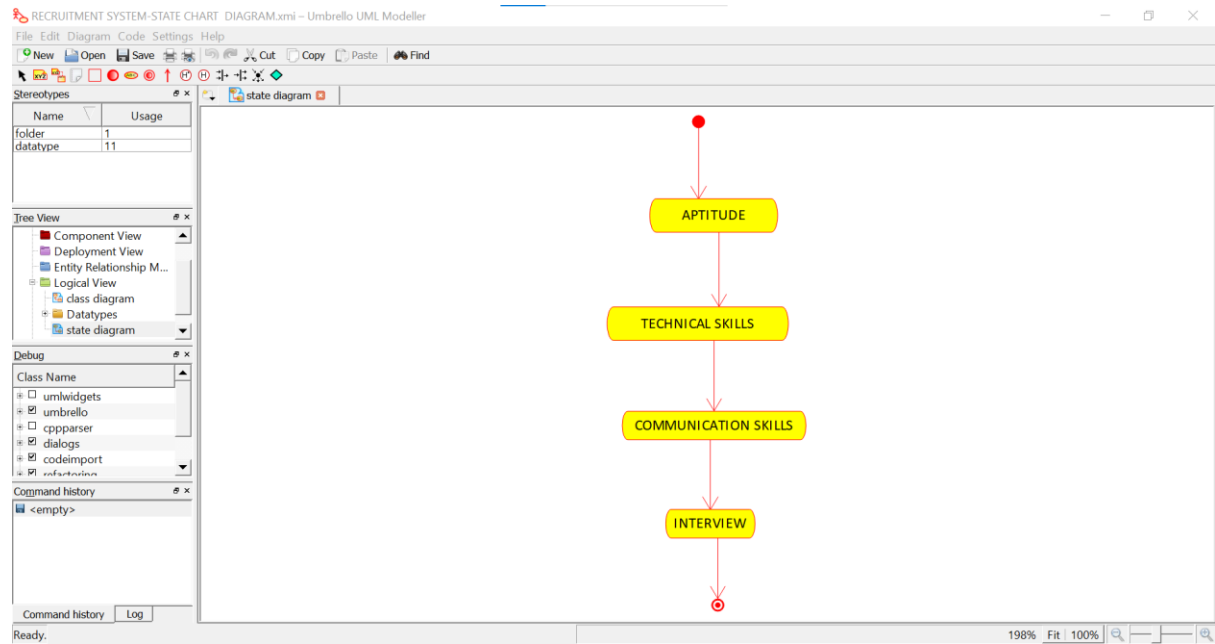 RECRUITMENT SYSTEM-STATE CHART DIAGRAM.xmi – Umbrello UML Modeller
File Edit Diagram Code Settings Help
New Open Save Cut Copy Paste Find
Stereotypes
state diagram
Name Usage
folder 1
datatype 11
Tree View
Component View
Deployment View
Entity Relationship M...
Logical View
class diagram
Datatypes
state diagram
Debug
Class Name
umlwidgets
umbrello
cppparser
dialogs
codeimport
refactoring
Command history
<empty>
Command history Log
APTITUDE
TECHNICAL SKILLS
COMMUNICATION SKILLS
INTERVIEW
Ready.
198% Fit 100%